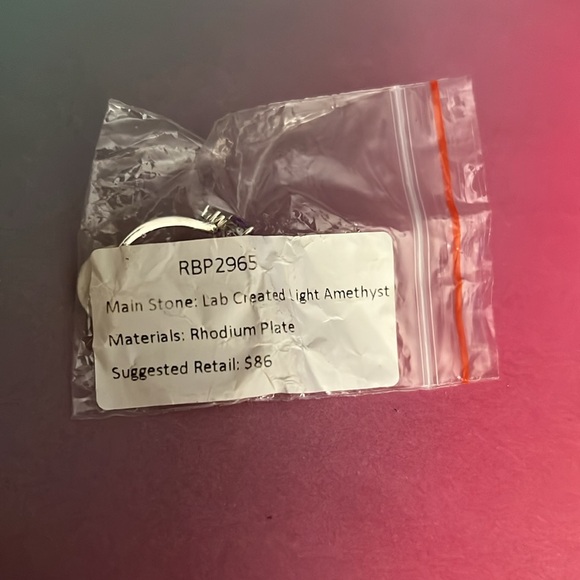 RBP2965
Main Stone: Lab Created Light Amethyst
Materials: Rhodium Plate
Suggested Retail: $86